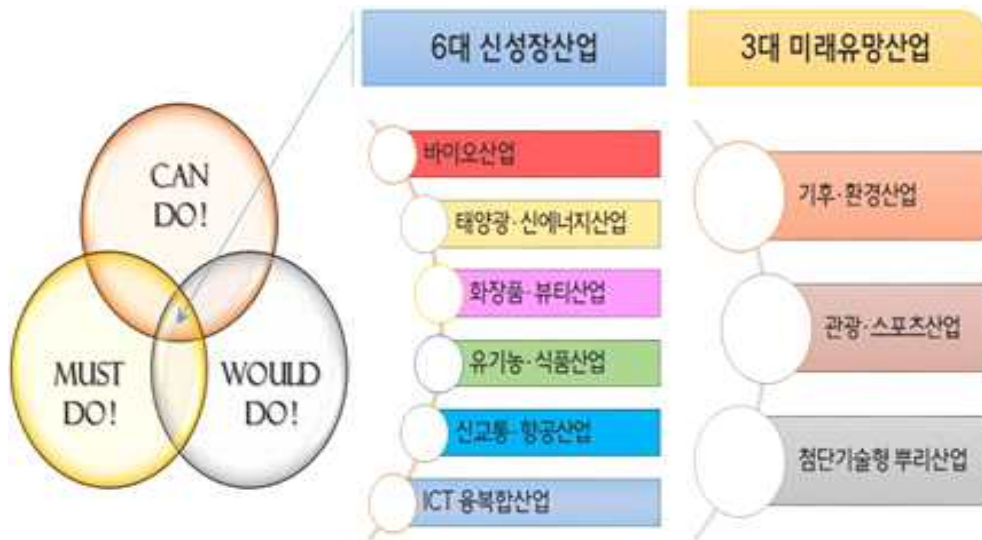 CAN
DO!
MUST
DO!
WOULD
DO!
6대 신성장산업
바이오산업
태양광·신에너지산업
화장품·뷰티산업
유기농·식품산업
신교통·항공산업
ICT 융복합산업
3대 미래유망산업
기후·환경산업
관광·스포츠산업
첨단기술형 뿌리산업